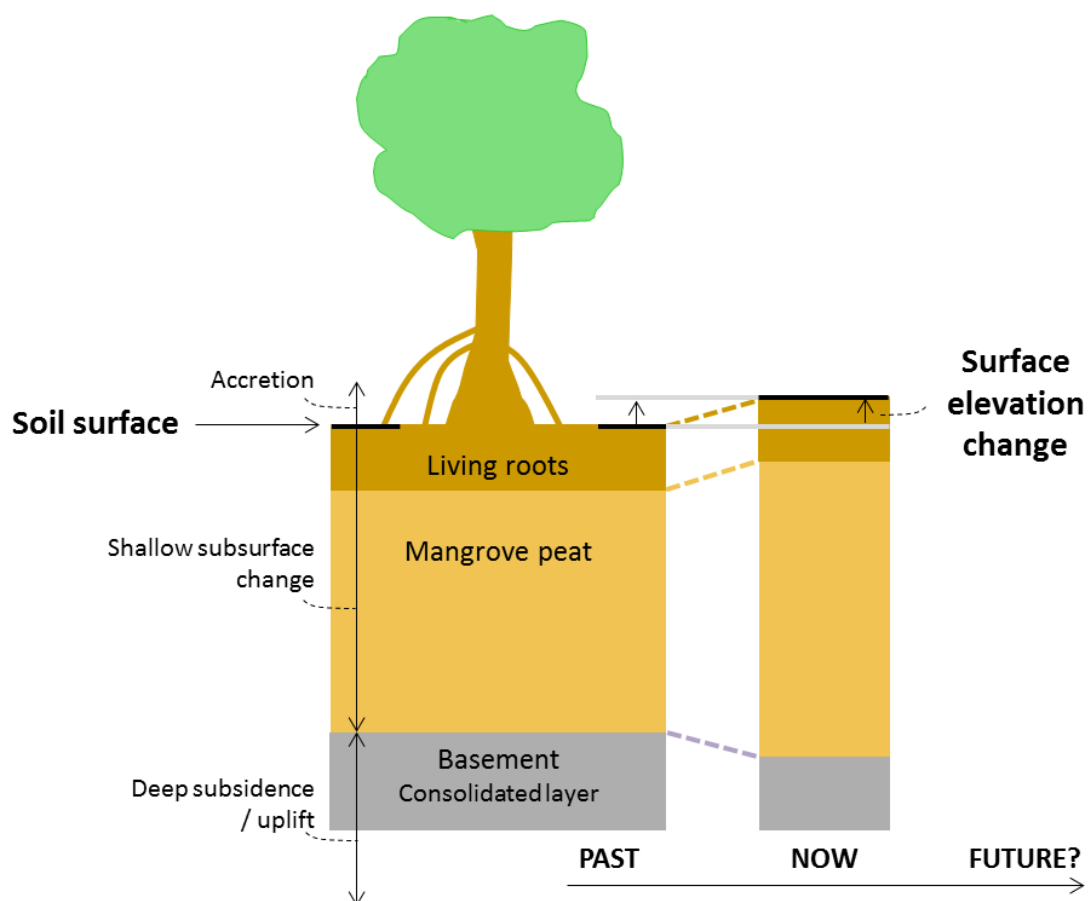 Accretion
Soil surface
Surface
elevation
change
Living roots
Shallow subsurface
change
Mangrove peat
Basement
Consolidated layer
Deep subsidence
/ uplift
PAST
NOW
FUTURE?